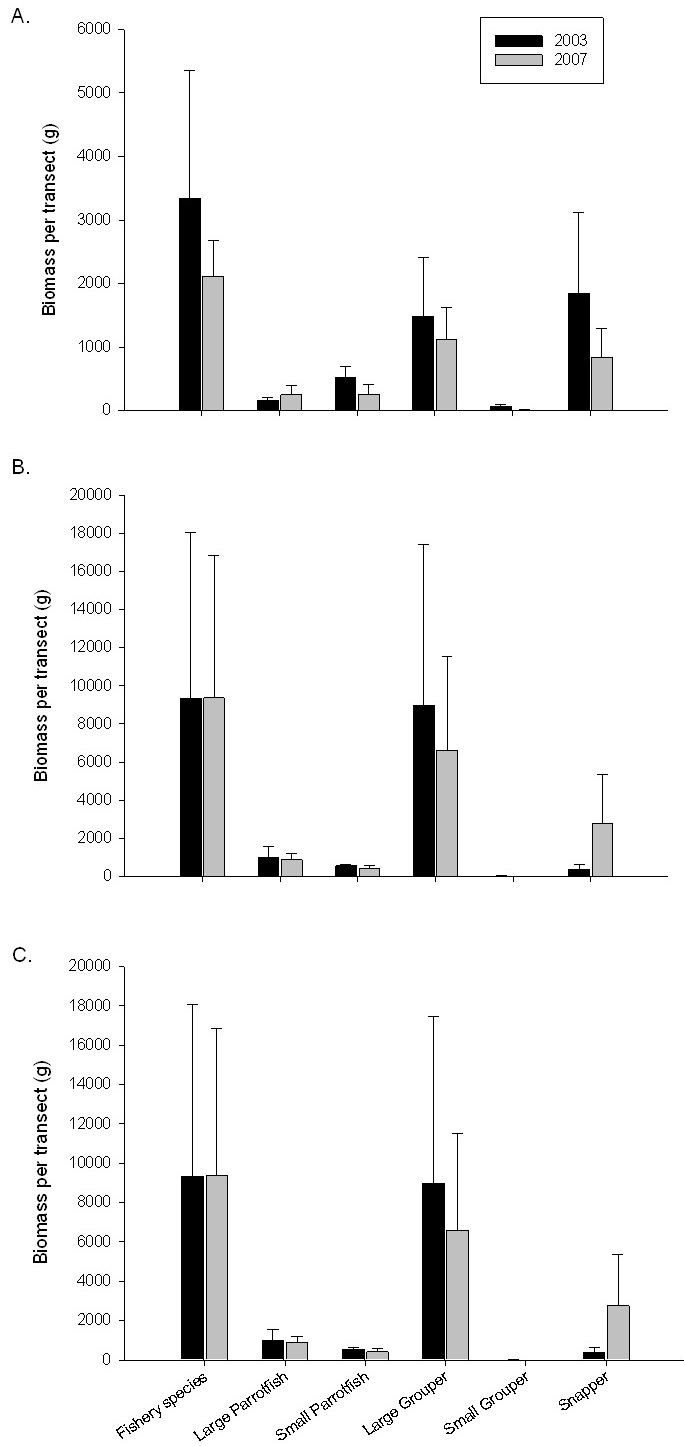 A.
2003
2007
Biomass per transect (g)
6000
5000
4000
3000
2000
1000
0
B.
Biomass per transect (g)
20000
18000
16000
14000
12000
10000
8000
6000
4000
2000
0
C.
Biomass per transect (g)
20000
18000
16000
14000
12000
10000
8000
6000
4000
2000
0
Fishery species
Large Parrotfish
Small Parrotfish
Large Grouper
Small Grouper
Snapper